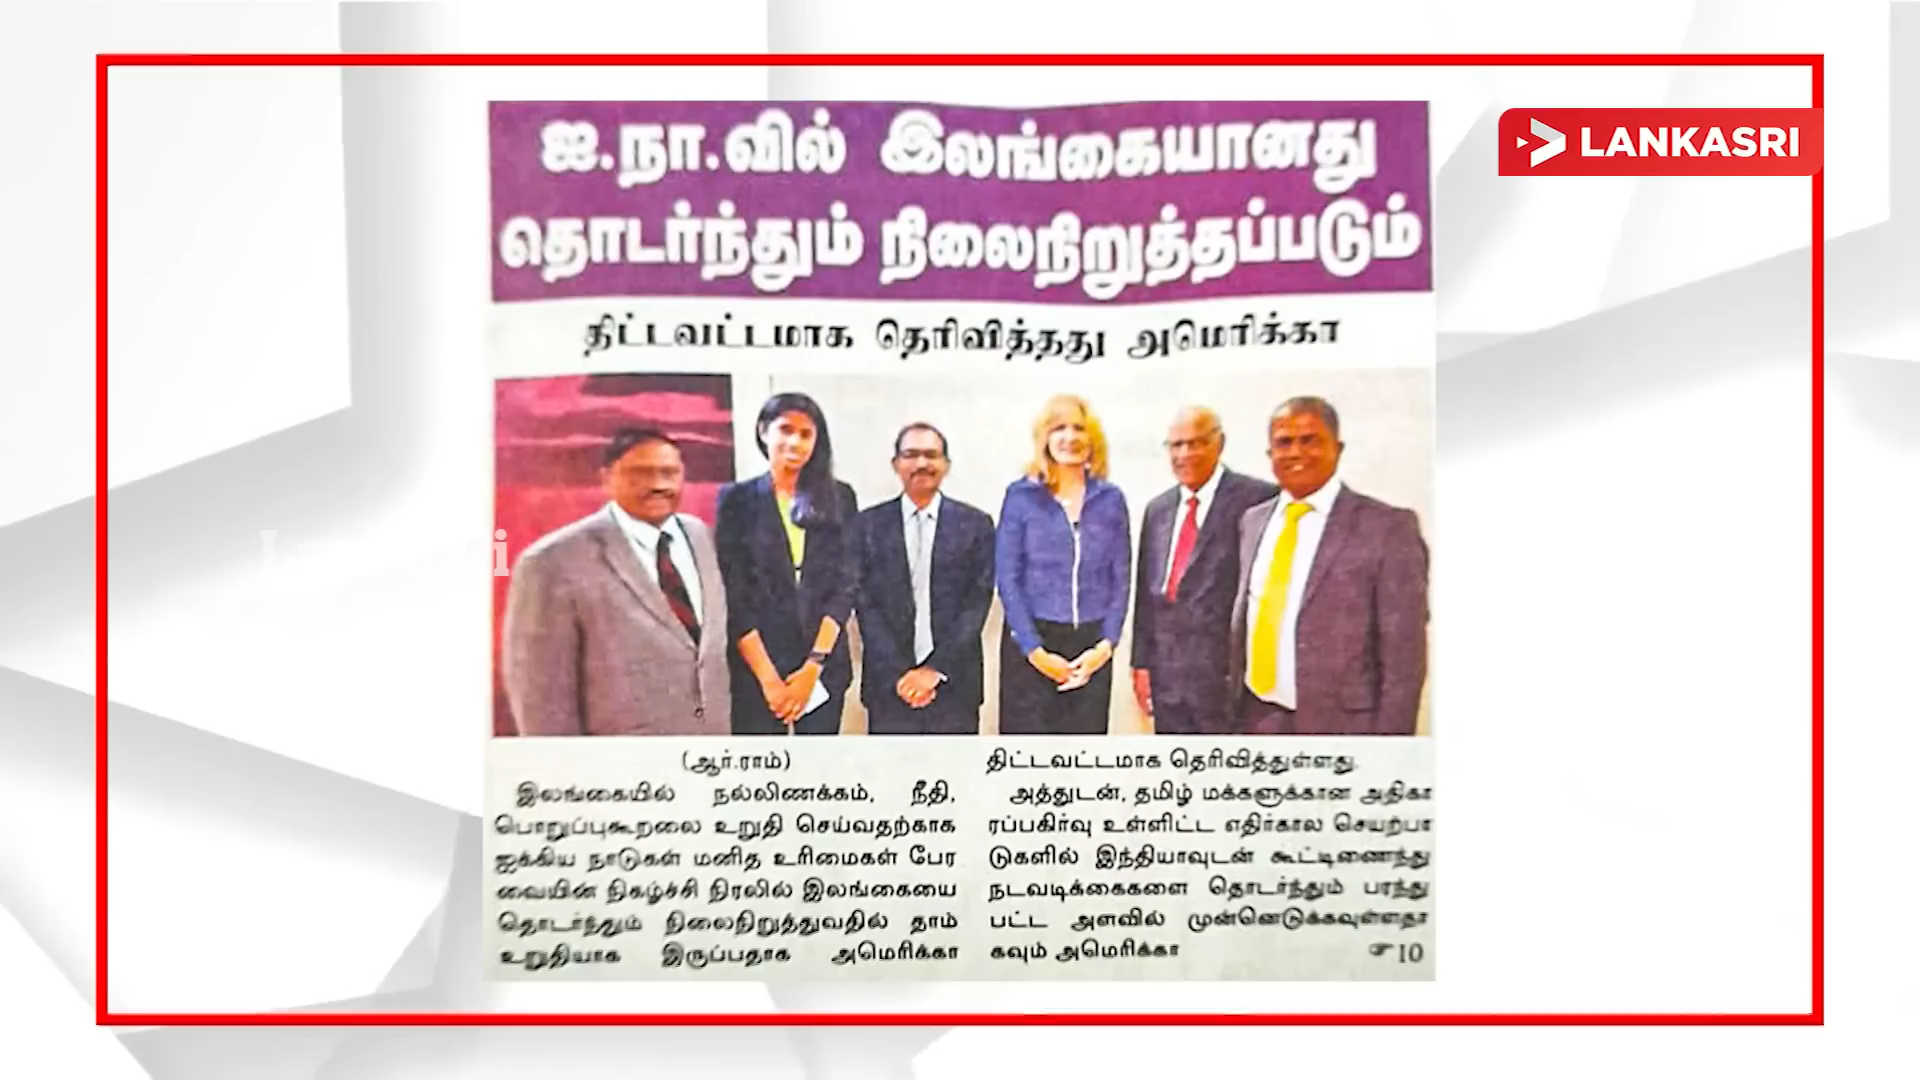 LANKASRI
ஐ.நா.வில் இலங்கையானது
தொடர்ந்தும் நிலைநிறுத்தப்படும்
திட்டவட்டமாக தெரிவித்தது அமெரிக்கா
(ஆர்.ராம்)
இலங்கையில் நல்லிணக்கம், நீதி,
பொறுப்புகூறலை உறுதி செய்வதற்காக
ஐக்கிய நாடுகள் மனித உரிமைகள் பேர
வையின் நிகழ்ச்சி நிரலில் இலங்கையை
தொடர்ந்தும் நிலைநிறுத்துவதில் தாம்
உறுதியாக இருப்பதாக அமெரிக்கா
திட்டவட்டமாக தெரிவித்துள்ளது.
அத்துடன், தமிழ் மக்களுக்கான அதிகா
ரப்பகிர்வு உள்ளிட்ட எதிர்கால செயற்பா
டுகளில் இந்தியாவுடன் கூட்டிணைந்து
நடவடிக்கைகளை தொடர்ந்தும் பரந்து
பட்ட அளவில் முன்னெடுக்கவுள்ளதா
கவும் அமெரிக்கா ☞10